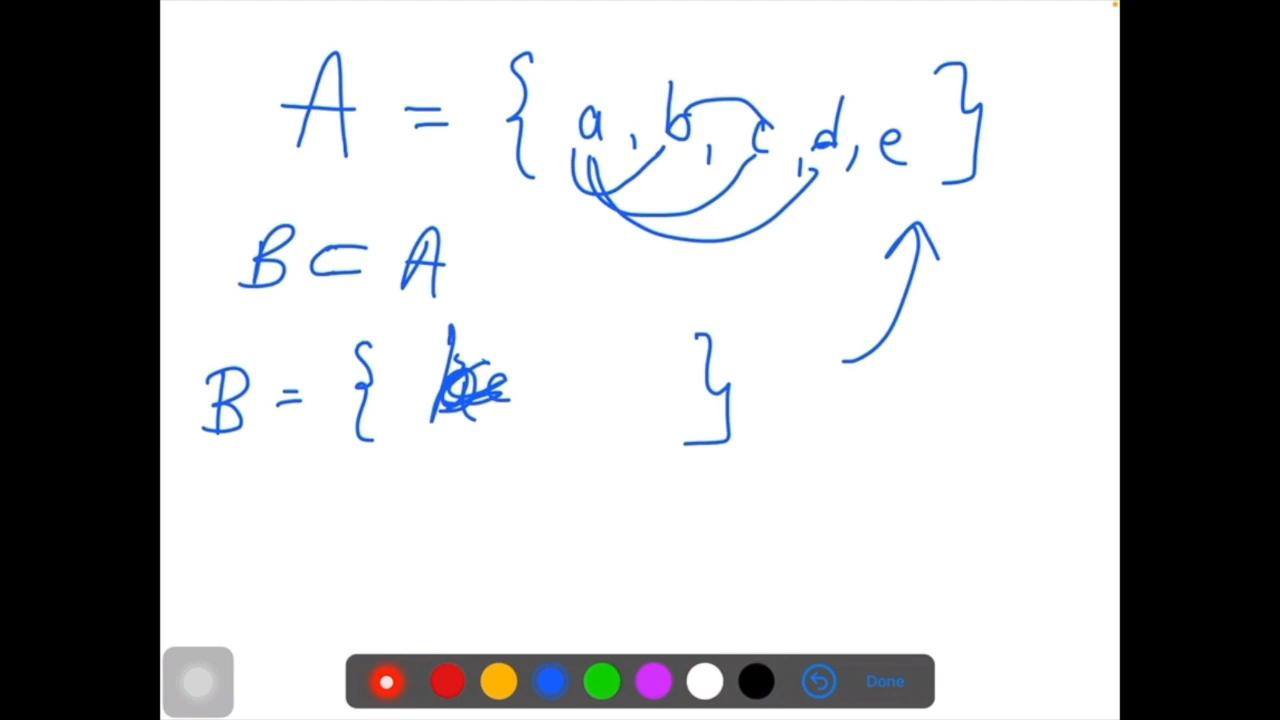 A = { a, b, c, d, e }
B ⊂ A
B = { }
Done